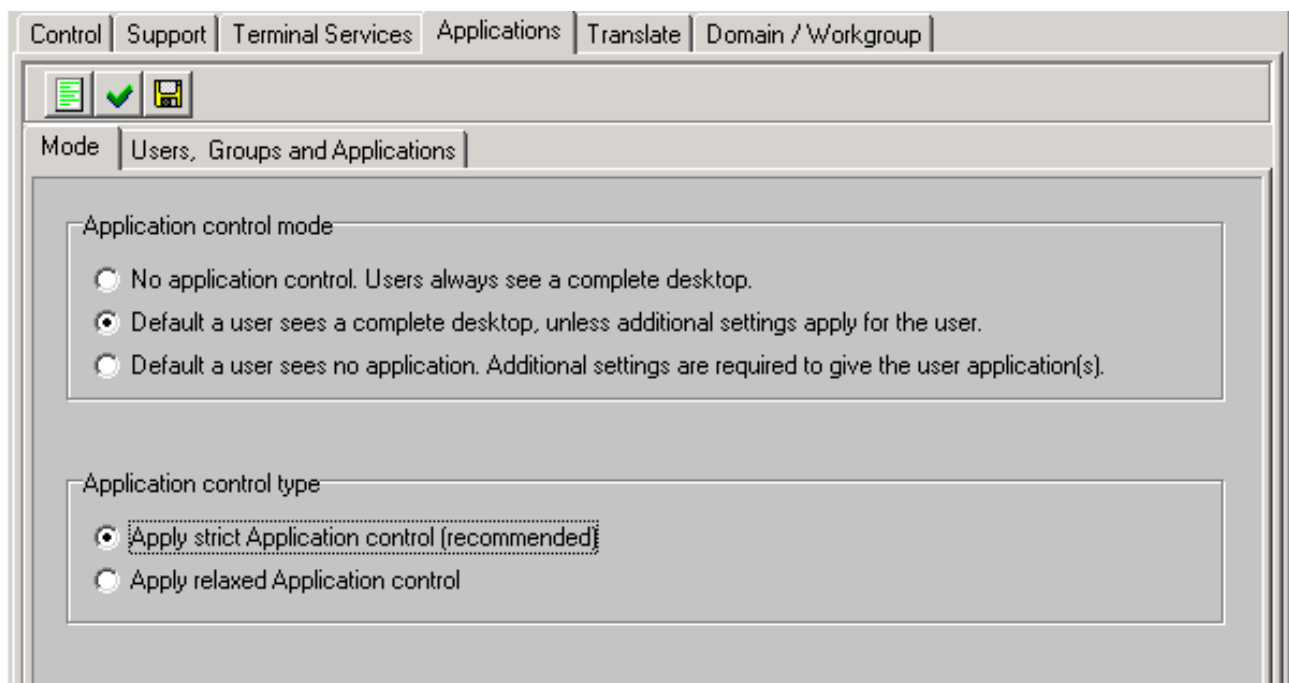 Control Support Terminal Services Applications Translate Domain / Workgroup
Mode Users, Groups and Applications
Application control mode
No application control. Users always see a complete desktop.
Default a user sees a complete desktop, unless additional settings apply for the user.
Default a user sees no application. Additional settings are required to give the user application(s).
Application control type
Apply strict Application control (recommended)
Apply relaxed Application control